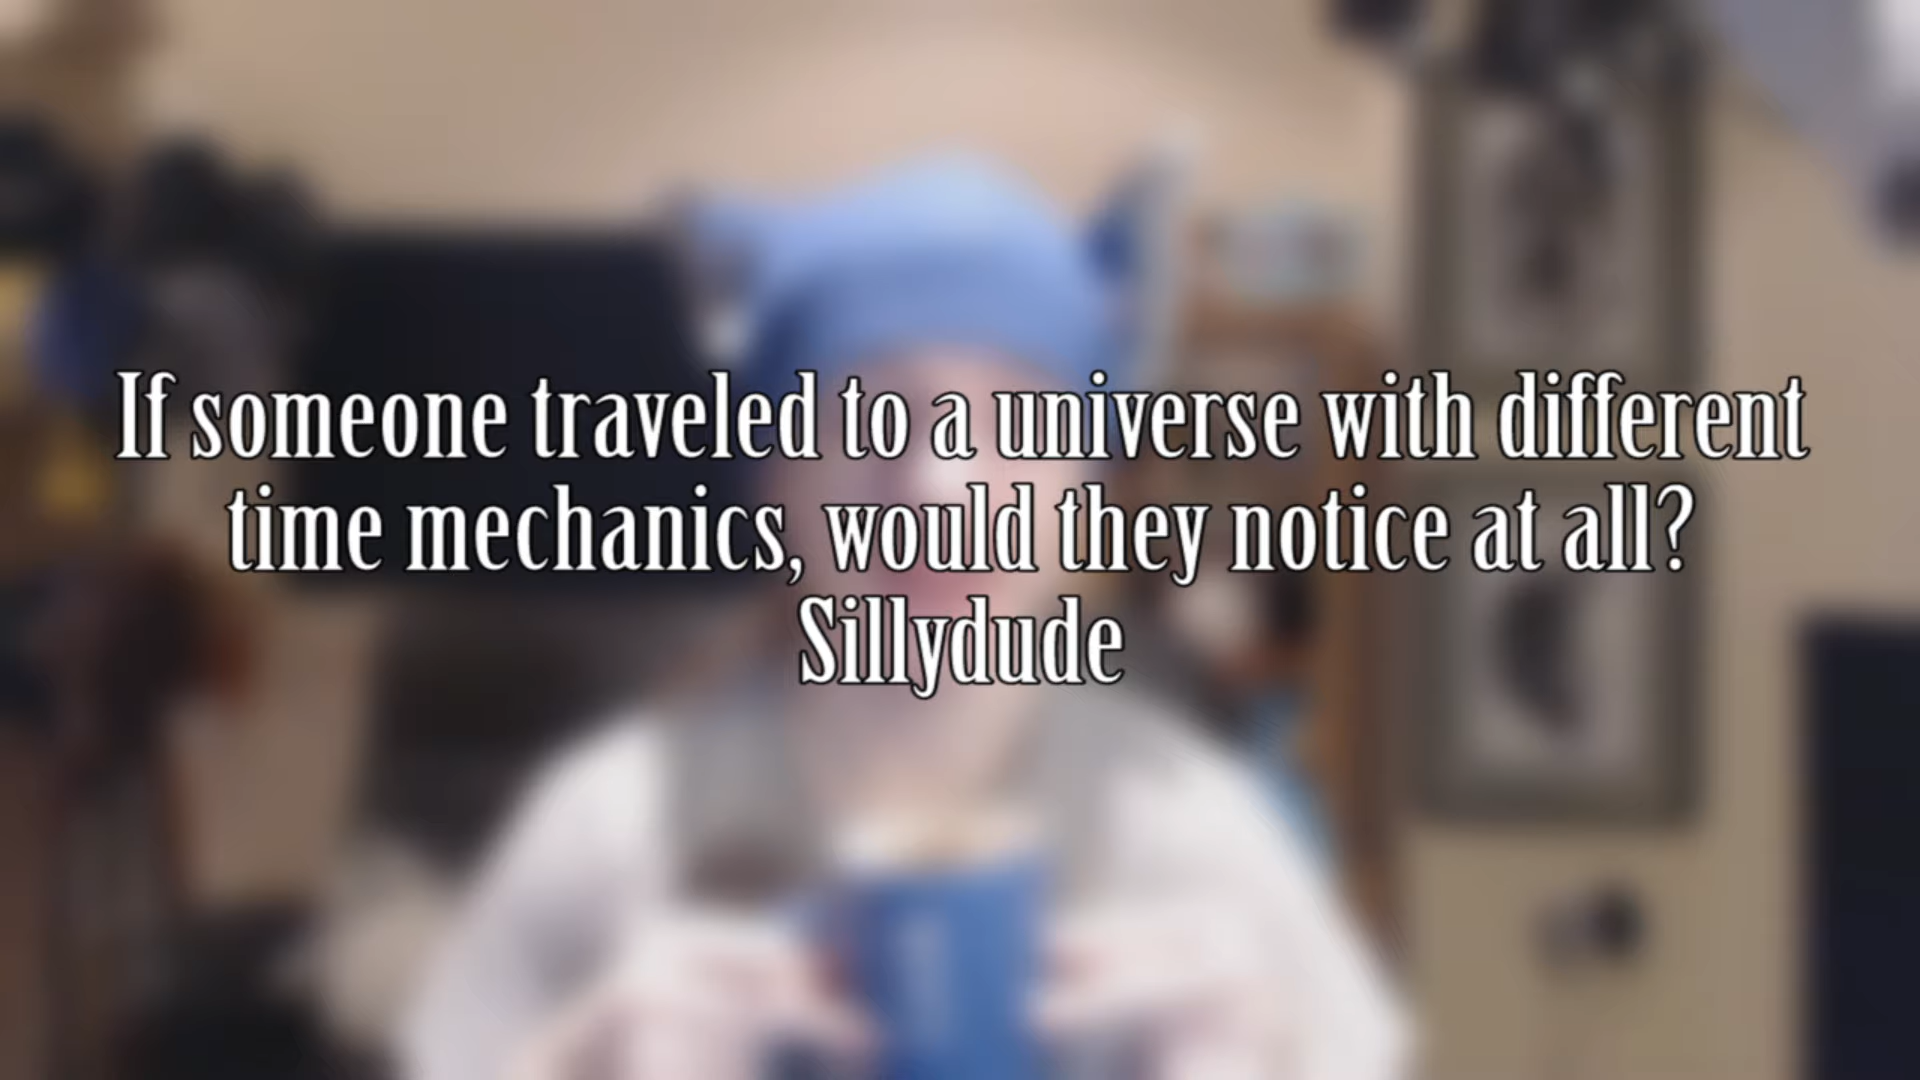 If someone traveled to a universe with different
time mechanics, would they notice at all?
Sillydude